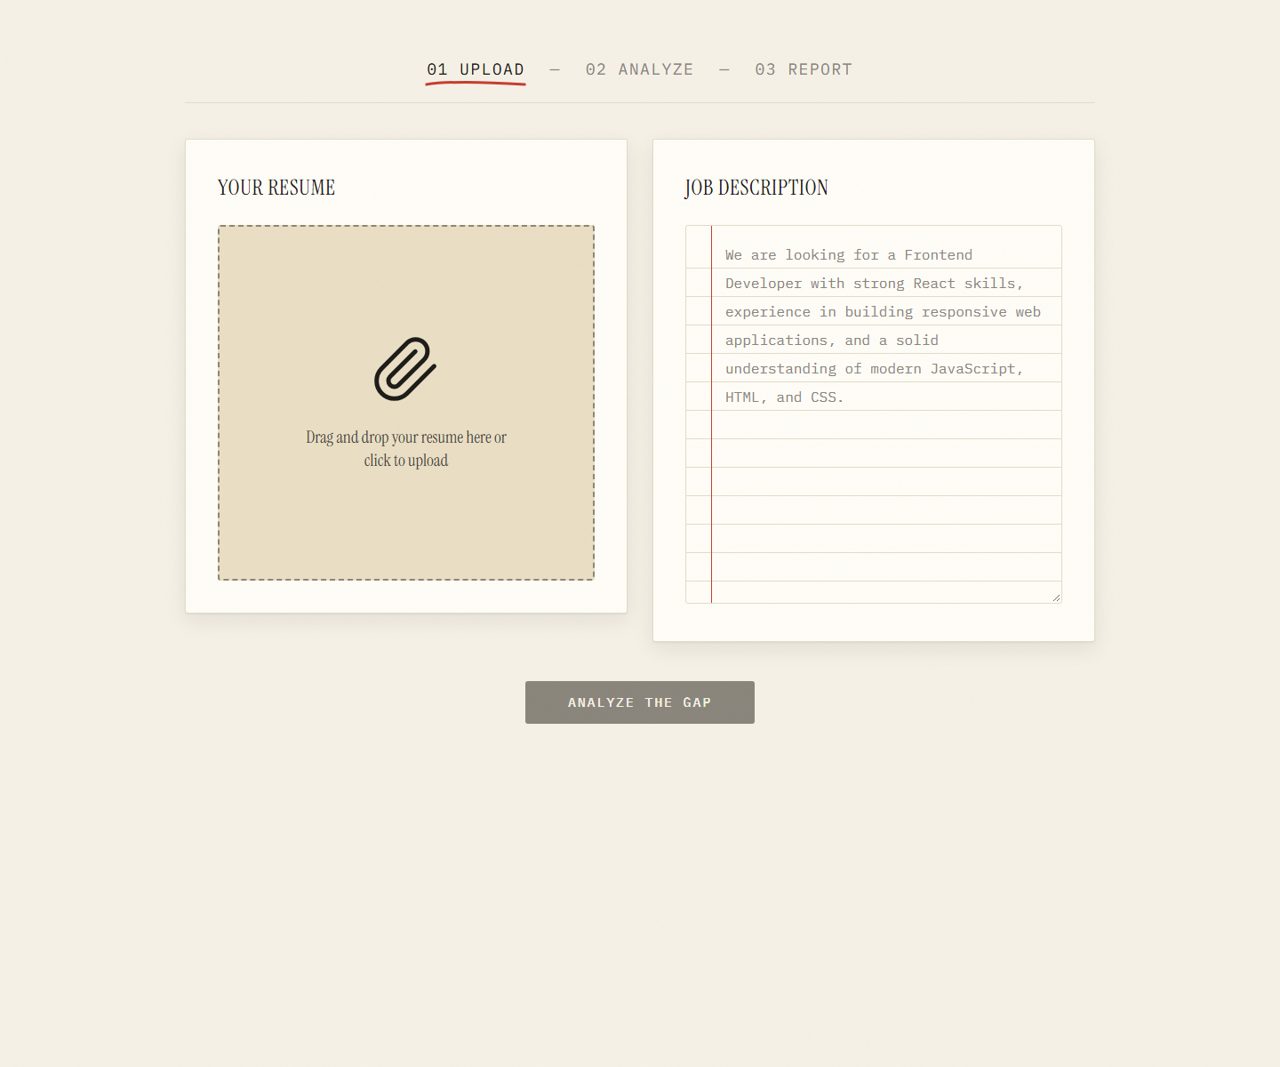 01 UPLOAD — 02 ANALYZE — 03 REPORT
YOUR RESUME
Drag and drop your resume here or
click to upload
JOB DESCRIPTION
We are looking for a Frontend
Developer with strong React skills,
experience in building responsive web
applications, and a solid
understanding of modern JavaScript,
HTML, and CSS.
ANALYZE THE GAP